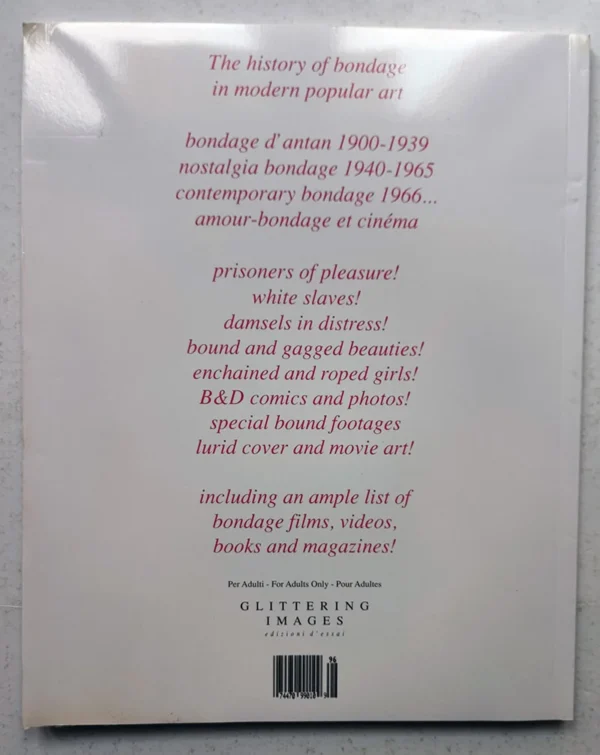 The history of bondage
in modern popular art
bondage d'antan 1900-1939
nostalgia bondage 1940-1965
contemporary bondage 1966...
amour-bondage et cinéma
prisoners of pleasure!
white slaves!
damsels in distress!
bound and gagged beauties!
enchained and roped girls!
B&D comics and photos!
special bound footages
lurid cover and movie art!
including an ample list of
bondage films, videos,
books and magazines!
Per Adulti - For Adults Only - Pour Adultes
GLITTERING
IMAGES
edizioni d'essai
96